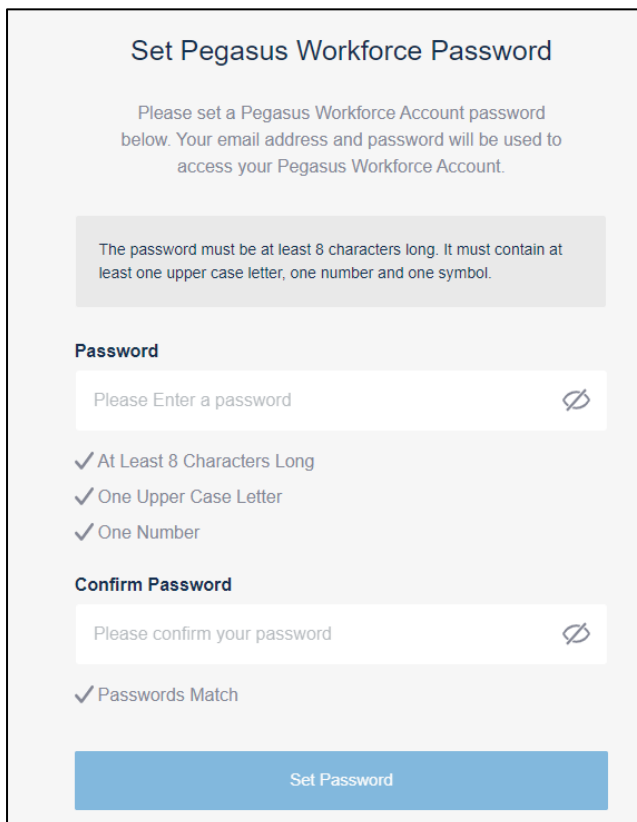 Set Pegasus Workforce Password
Please set a Pegasus Workforce Account password
below. Your email address and password will be used to
access your Pegasus Workforce Account.
The password must be at least 8 characters long. It must contain at
least one upper case letter, one number and one symbol.
Password
Please Enter a password
At Least 8 Characters Long
One Upper Case Letter
One Number
Confirm Password
Please confirm your password
Passwords Match
Set Password